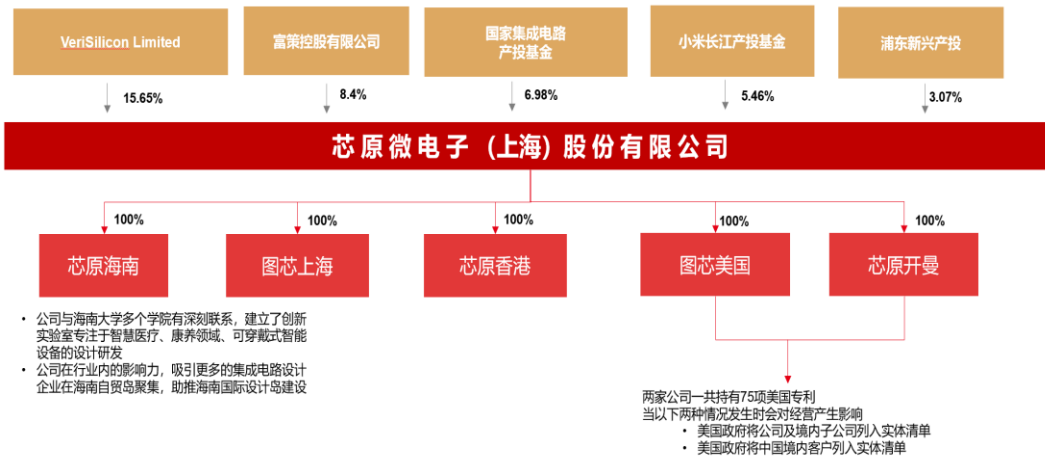 VeriSilicon Limited
富策控股有限公司
国家集成电路
产投基金
小米长江产投基金
浦东新兴产投
15.65%
8.4%
6.98%
5.46%
3.07%
芯原微电子 (上海) 股份有限公司
100%
100%
100%
100%
100%
芯原海南
图芯上海
芯原香港
图芯美国
芯原开曼
• 公司与海南大学多个学院有深刻联系，建立了创新
实验室专注于智慧医疗、康养领域、可穿戴式智能
设备的设计研发
• 公司在行业内的影响力，吸引更多的集成电路设计
企业在海南自贸岛聚集，助推海南国际设计岛建设
两家公司一共持有75项美国专利
当以下两种情况发生时会对经营产生影响
• 美国政府将公司及境内子公司列入实体清单
• 美国政府将中国境内客户列入实体清单